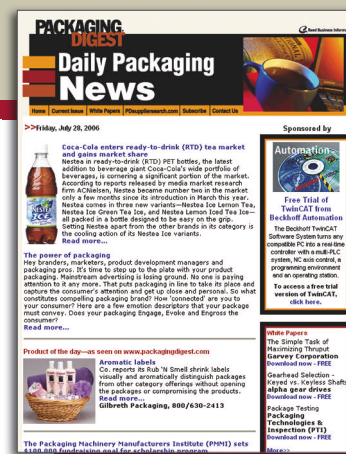 PACKAGING
DIGEST
Reed Business Information
Daily Packaging
News
Home Current Issue White Papers PDsuppliersearch.com Subscribe Contact Us
>>Friday, July 28, 2006
Coca-Cola enters ready-to-drink (RTD) tea market
and gains market share
Nestea in ready-to-drink (RTD) PET bottles, the latest
addition to beverage giant Coca-Cola's wide portfolio of
beverages, is cornering a significant portion of the market.
According to reports released by media market research
firm ACNielsen, Nestea became number two in the market
only a few months since its introduction in March this year.
Nestea comes in three new variants—Nestea Ice Lemon Tea,
Nestea Ice Green Tea Ice, and Nestea Lemon Iced Tea Ice—
all packed in a bottle designed to be easy on the grip.
Setting Nestea apart from the other brands in its category is
the cooling action of its Nestea Ice variants.
Read more...
The power of packaging
Hey branders, marketers, product development managers and
packaging pros. It's time to step up to the plate with your product
packaging. Mainstream advertising is losing ground. No one is paying
attention to it any more. That puts packaging in line to take its place and
capture the consumer's attention and get up close and personal. So what
constitutes compelling packaging brand? How 'connected' are you to
your consumer? Here are a few emotion descriptors that your package
must convey. Does your packaging Engage, Evoke and Engross the
consumer?
Read more...
Product of the day—as seen on www.packagingdigest.com
Aromatic labels
Co. reports its Rub 'N Smell shrink labels
visually and aromatically distinguish packages
from other category offerings without opening
the packages or compromising the products.
Read more...
Gilbreth Packaging, 800/630-2413
The Packaging Machinery Manufacturers Institute (PMMI) sets
$100,000 fundraising goal for scholarship program
Sponsored by
Automation
Free Trial of
TwinCAT from
Beckhoff Automation
The Beckhoff TwinCAT
Software System turns any
compatible PC into a real-time
controller with a multi-PLC
system, NC axis control, a
programming environment
and an operating station.
To access a free trial
version of TwinCAT,
click here.
White Papers
The Simple Task of
Maximizing Thruput
Garvey Corporation
Download now - FREE
Gearhead Selection -
Keyed vs. Keyless Shafts
alpha gear drives
Download now - FREE
Package Testing
Packaging
Technologies &
Inspection (PTI)
Download now - FREE
More>>